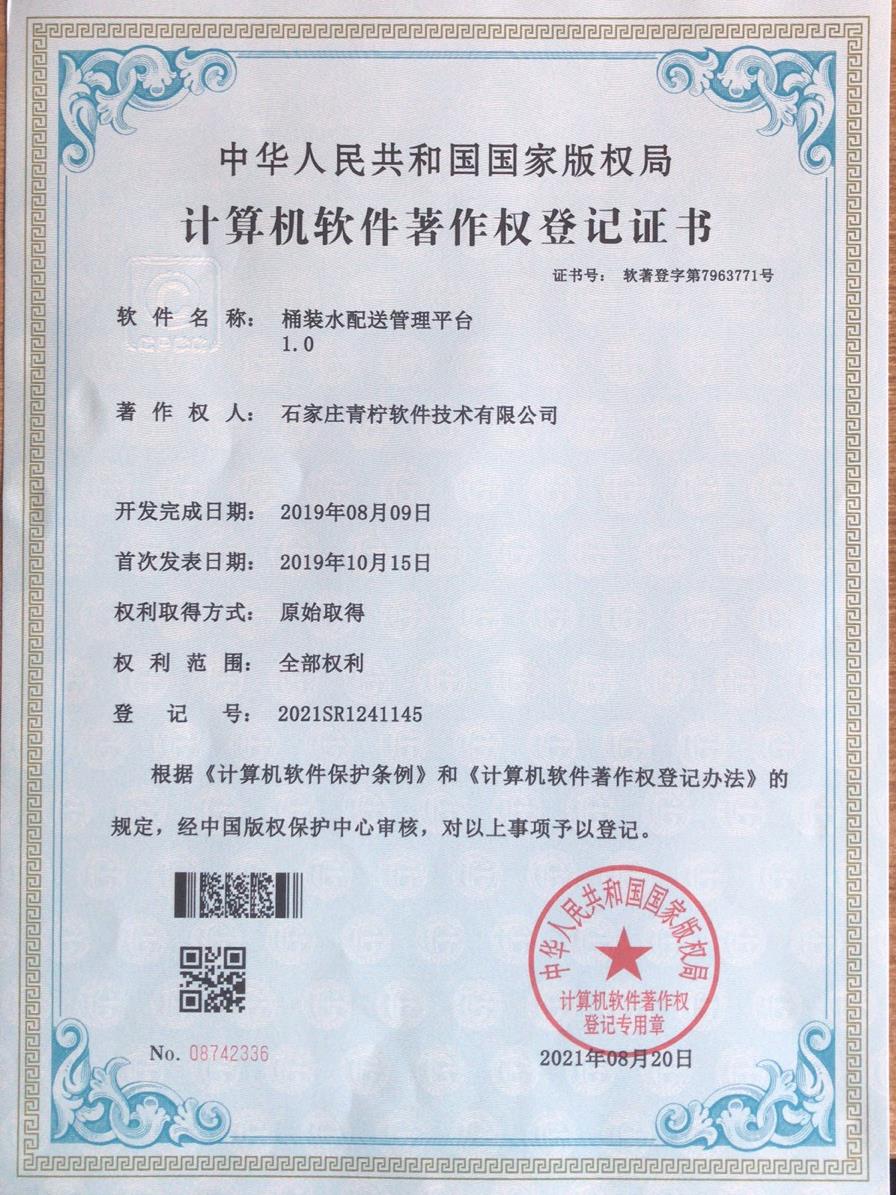 中华人民共和国国家版权局
计算机软件著作权登记证书
证书号： 软著登字第7963771号
软件名称： 桶装水配送管理平台
1.0
著作权人： 石家庄青柠软件技术有限公司
开发完成日期： 2019年08月09日
首次发表日期： 2019年10月15日
权利取得方式： 原始取得
权利范围： 全部权利
登记号： 2021SR1241145
根据《计算机软件保护条例》和《计算机软件著作权登记办法》的
规定，经中国版权保护中心审核，对以上事项予以登记。
中华人民共和国国家版权局
计算机软件著作权
登记专用章
No. 08742336
2021年08月20日